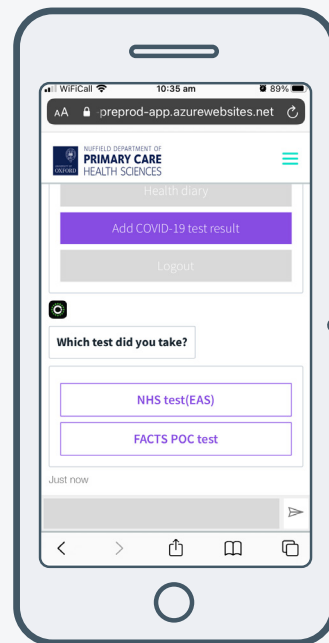 WiFiCall 10:35 am 89%
AA -preprod-app.azurewebsites.net
OXFORD
NUFFIELD DEPARTMENT OF
PRIMARY CARE
HEALTH SCIENCES
Health diary
Add COVID-19 test result
Logout
Which test did you take?
NHS test(EAS)
FACTS POC test
Just now